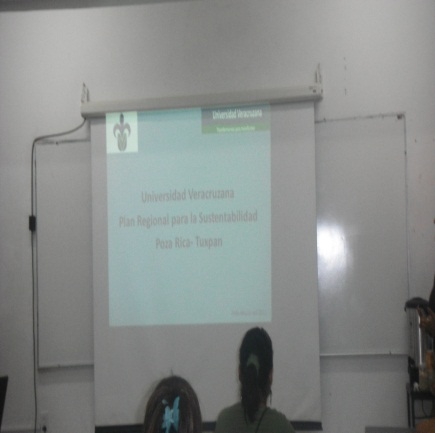 Universidad Veracruzana
Universidad Veracruzana
Plan Regional para la Sustentabilidad
Poza Rica- Tuxpan